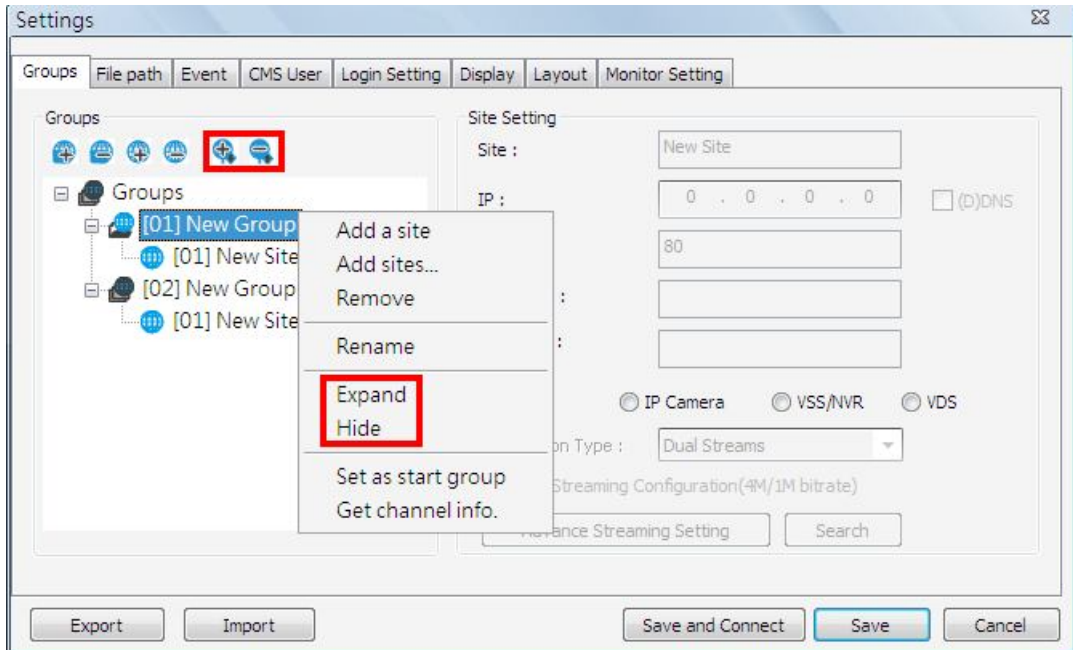 Settings
Groups File path Event CMS User Login Setting Display Layout Monitor Setting
Groups
Groups
[01] New Group
[01] New Site
[02] New Group
[01] New Site
Add a site
Add sites...
Remove
Rename
Expand
Hide
Set as start group
Get channel info.
Site Setting
Site : New Site
IP : 0 . 0 . 0 . 0 (D)DNS
80
:
:
IP Camera VSS/NVR VDS
Type : Dual Streams
Streaming Configuration(4M/1M bitrate)
Streaming Setting Search
Export Import Save and Connect Save Cancel